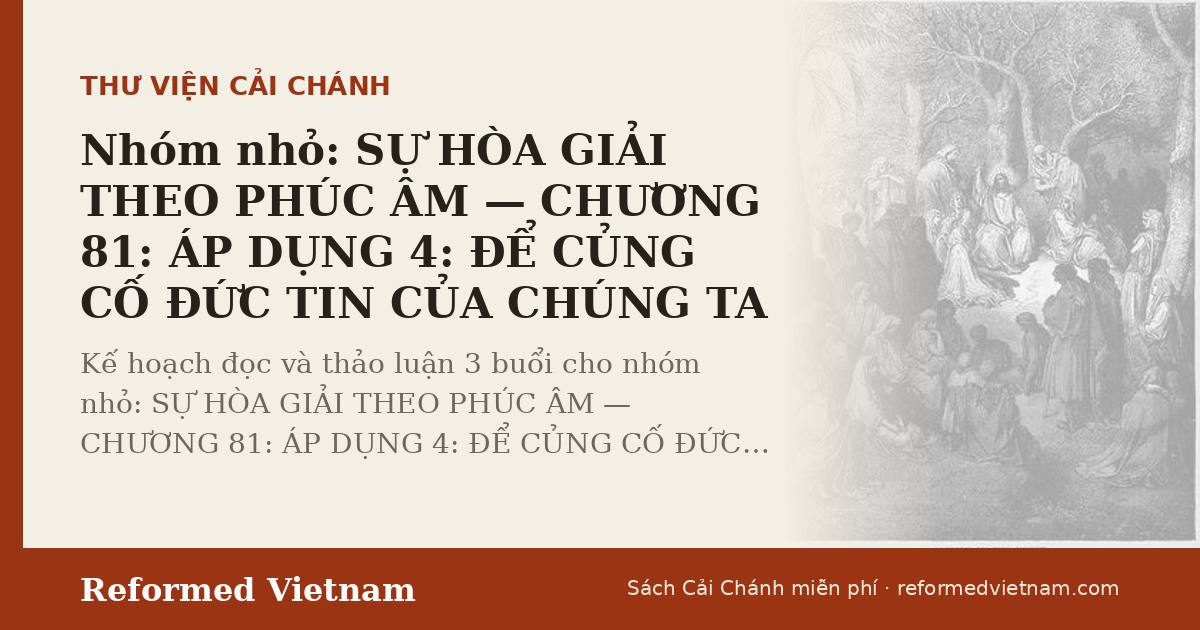 THƯ VIỆN CẢI CHÁNH
Nhóm nhỏ: SỰ HÒA GIẢI
THEO PHÚC ÂM — CHƯƠNG
81: ÁP DỤNG 4: ĐỂ CỦNG
CỐ ĐỨC TIN CỦA CHÚNG TA
Kế hoạch đọc và thảo luận 3 buổi cho nhóm
nhỏ: SỰ HÒA GIẢI THEO PHÚC ÂM —
CHƯƠNG 81: ÁP DỤNG 4: ĐỂ CỦNG CỐ ĐỨC...
Reformed Vietnam
Sách Cải Chánh miễn phí · reformedvietnam.com